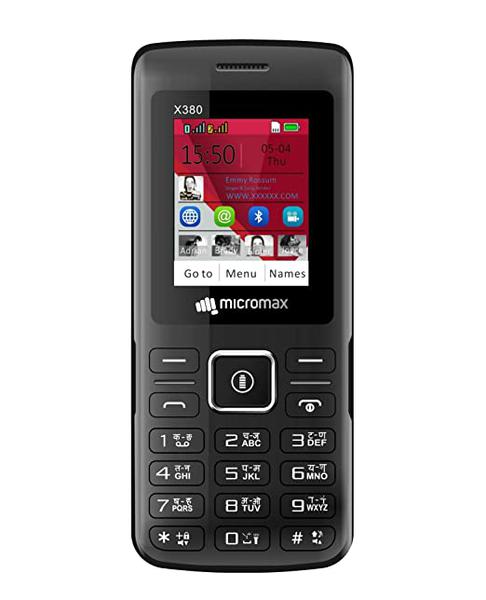 X380
15:50
05-04
Thu
Emmy Rossum
WWW.XXXXXX.COM
Adrian
Go to Menu Names
micromax
1 क-ङ
2 च-ञ ABC
3 ट-ण DEF
4 त-न GHI
5 प-म JKL
6 य-ण MNO
7 ष-ह PQRS
8 अ-ओ TUV
9 WXYZ
* +
0
#